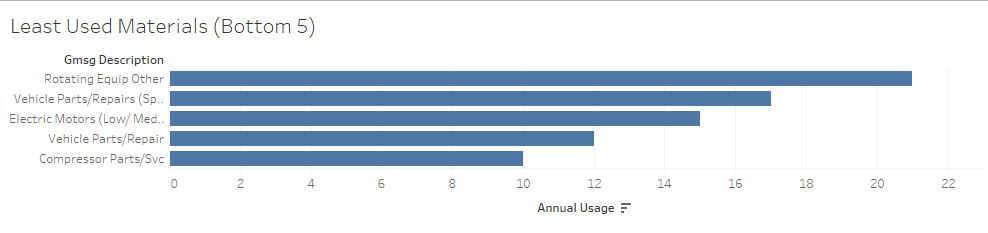 Least Used Materials (Bottom 5)
Gmsg Description
Rotating Equip Other
Vehicle Parts/Repairs (Sp..
Electric Motors (Low/ Med..
Vehicle Parts/Repair
Compressor Parts/Svc
0 2 4 6 8 10 12 14 16 18 20 22
Annual Usage